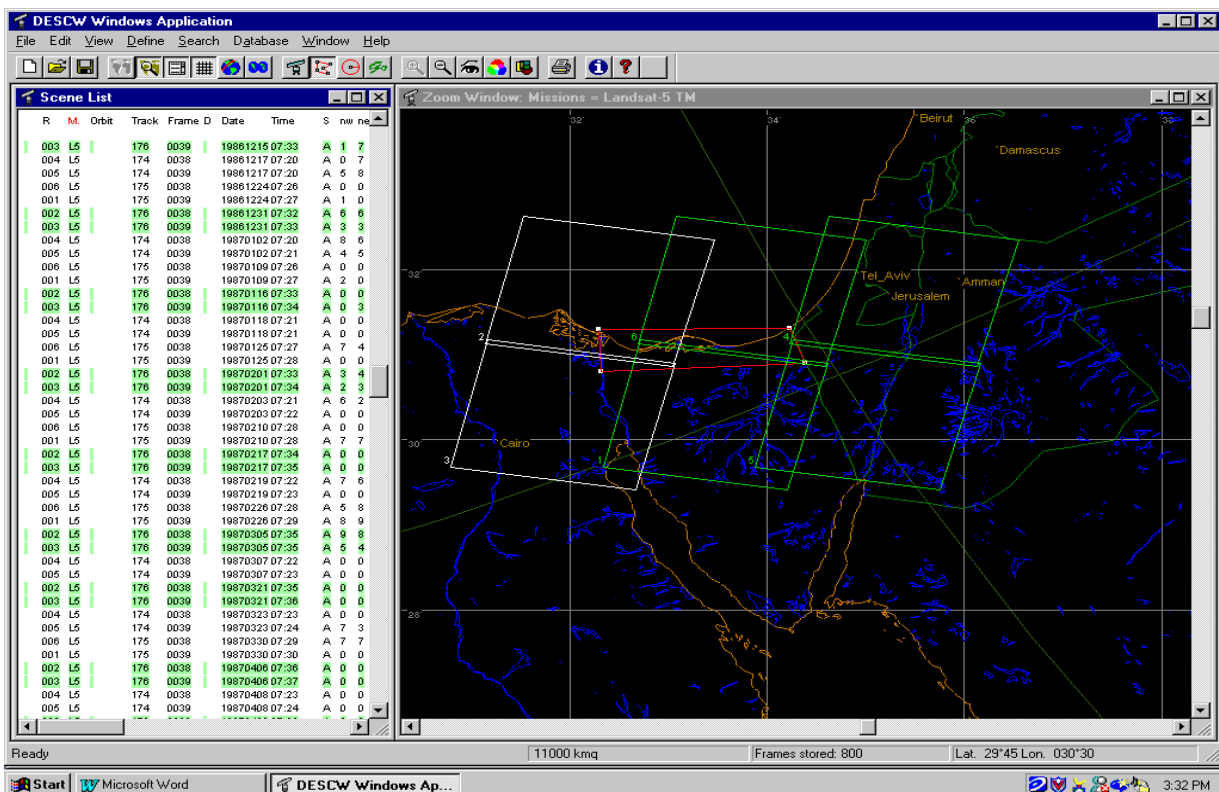 DESCW Windows Application
File Edit View Define Search Database Window Help
Scene List
R M. Orbit Track Frame D Date Time S nw ne
003 L5 176 0039 19861215 07:33 A 1 7
004 L5 174 0038 19861217 07:20 A 0 7
005 L5 174 0039 19861217 07:20 A 5 8
006 L5 175 0038 19861224 07:26 A 0 0
001 L5 175 0039 19861224 07:27 A 1 0
002 L5 176 0038 19861231 07:32 A 6 6
003 L5 176 0039 19861231 07:33 A 3 3
004 L5 174 0038 19870102 07:20 A 8 6
005 L5 174 0039 19870102 07:21 A 4 5
006 L5 175 0038 19870109 07:26 A 0 0
001 L5 175 0039 19870109 07:27 A 2 0
002 L5 176 0038 19870116 07:33 A 0 0
003 L5 176 0039 19870116 07:34 A 0 3
004 L5 174 0038 19870118 07:21 A 0 0
005 L5 174 0039 19870118 07:21 A 0 0
006 L5 175 0038 19870125 07:27 A 7 4
001 L5 175 0039 19870125 07:28 A 0 0
002 L5 176 0038 19870201 07:33 A 3 4
003 L5 176 0039 19870201 07:34 A 2 3
004 L5 174 0038 19870203 07:21 A 6 2
005 L5 174 0039 19870203 07:22 A 0 0
006 L5 175 0038 19870210 07:28 A 0 0
001 L5 175 0039 19870210 07:28 A 7 7
002 L5 176 0038 19870217 07:34 A 0 0
003 L5 176 0039 19870217 07:35 A 0 0
004 L5 174 0038 19870219 07:22 A 7 6
005 L5 174 0039 19870219 07:23 A 0 0
006 L5 175 0038 19870226 07:28 A 5 8
001 L5 175 0039 19870226 07:29 A 8 9
002 L5 176 0038 19870305 07:35 A 9 8
003 L5 176 0039 19870305 07:35 A 5 4
004 L5 174 0038 19870307 07:22 A 0 0
005 L5 174 0039 19870307 07:23 A 0 0
002 L5 176 0038 19870321 07:35 A 0 0
003 L5 176 0039 19870321 07:36 A 0 0
004 L5 174 0038 19870323 07:23 A 0 0
005 L5 174 0039 19870323 07:24 A 7 3
006 L5 175 0038 19870330 07:29 A 7 7
001 L5 175 0039 19870330 07:30 A 0 0
002 L5 176 0038 19870406 07:36 A 0 0
003 L5 176 0039 19870406 07:37 A 0 0
004 L5 174 0038 19870408 07:23 A 0 0
005 L5 174 0039 19870408 07:24 A 0 0
Zoom Window: Missions = Landsat-5 TM
32° 34° 36° 38°
Beirut
Damascus
32°
Tel_Aviv
Amman
Jerusalem
2 6 4
30°
Cairo
3 1 5
28°
Ready 11000 kmq Frames stored: 800 Lat. 29°45 Lon. 030°30
Start Microsoft Word DESCW Windows Ap... 3:32 PM